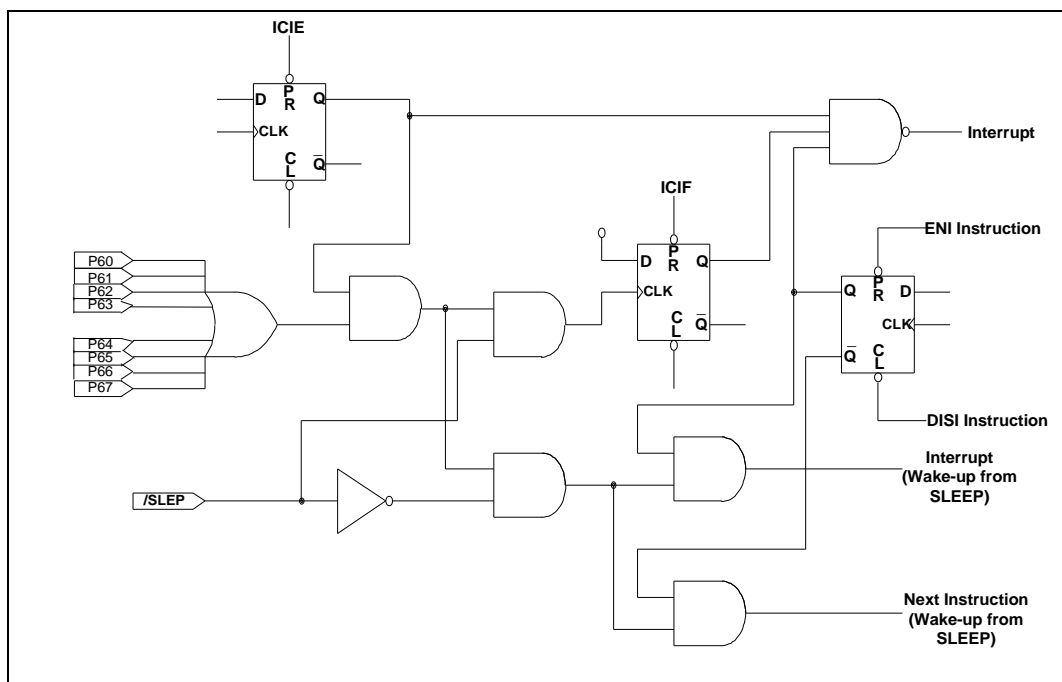 ICIE
D
PR
Q
CLK
CL
Q̅
Interrupt
ICIF
ENI Instruction
P60
P61
P62
P63
P64
P65
P66
P67
D
PR
Q
CLK
CL
Q̅
Q
PR
D
CLK
Q̅
CL
DISI Instruction
Interrupt
(Wake-up from
SLEEP)
/SLEP
Next Instruction
(Wake-up from
SLEEP)